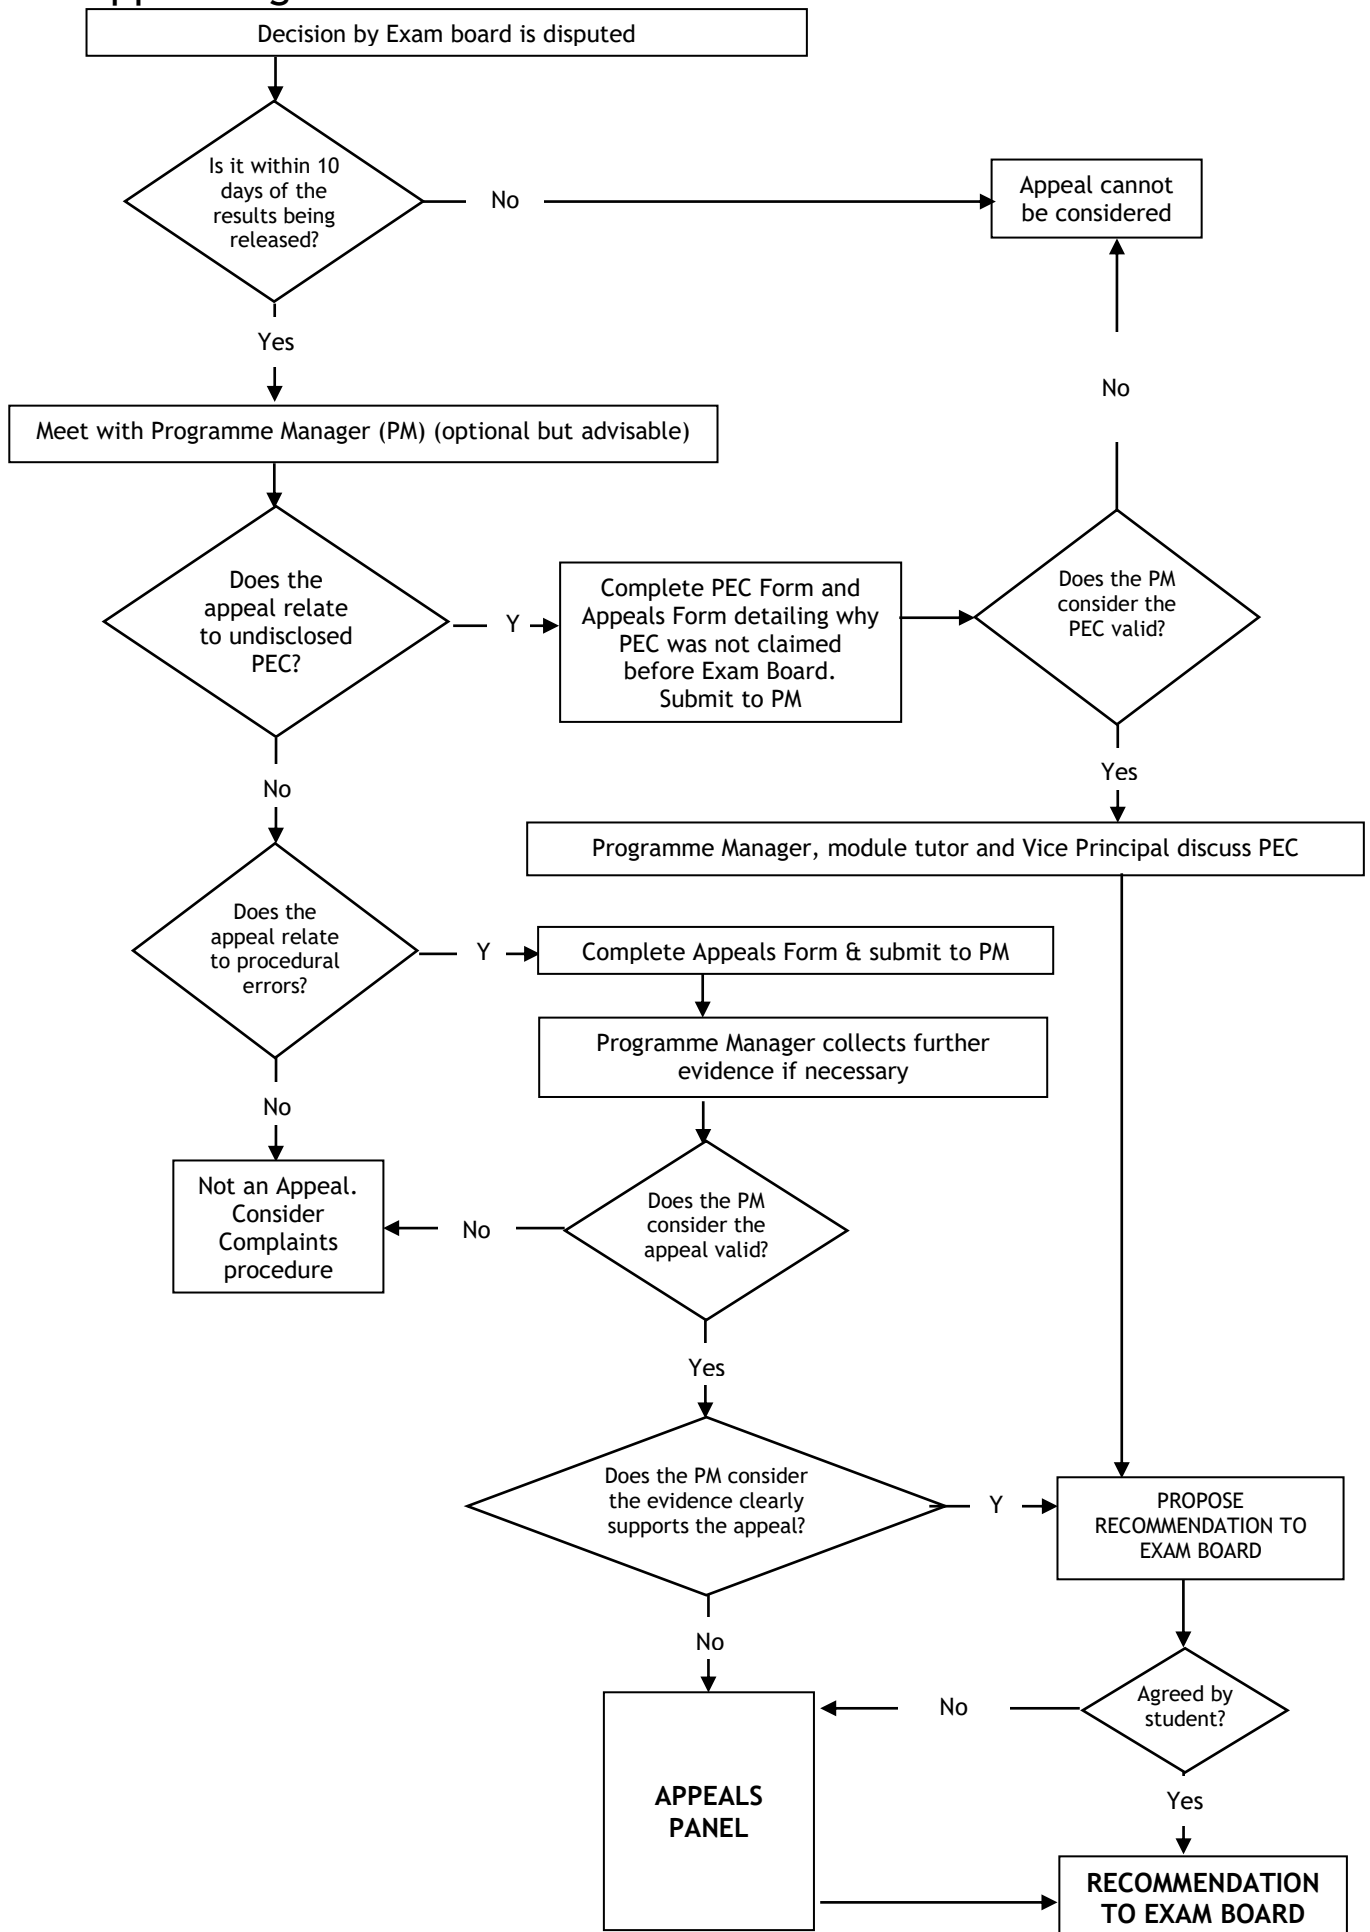 Decision by Exam board is disputed
Is it within 10
days of the
results being
released?
No
Appeal cannot
be considered
Yes
No
Meet with Programme Manager (PM) (optional but advisable)
Does the
appeal relate
to undisclosed
PEC?
Y
Complete PEC Form and
Appeals Form detailing why
PEC was not claimed
before Exam Board.
Submit to PM
Does the PM
consider the
PEC valid?
No
Yes
Programme Manager, module tutor and Vice Principal discuss PEC
Does the
appeal relate
to procedural
errors?
Y
Complete Appeals Form & submit to PM
Programme Manager collects further
evidence if necessary
No
Not an Appeal.
Consider
Complaints
procedure
No
Does the PM
consider the
appeal valid?
Yes
Does the PM consider
the evidence clearly
supports the appeal?
Y
PROPOSE
RECOMMENDATION TO
EXAM BOARD
No
Agreed by
student?
No
Yes
APPEALS
PANEL
RECOMMENDATION
TO EXAM BOARD